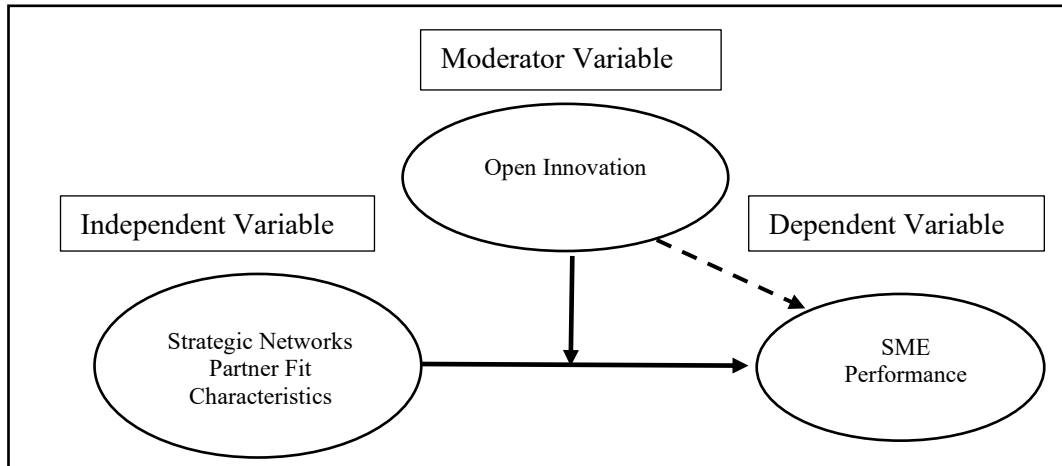 Moderator Variable
Open Innovation
Independent Variable
Dependent Variable
Strategic Networks
Partner Fit
Characteristics
SME
Performance